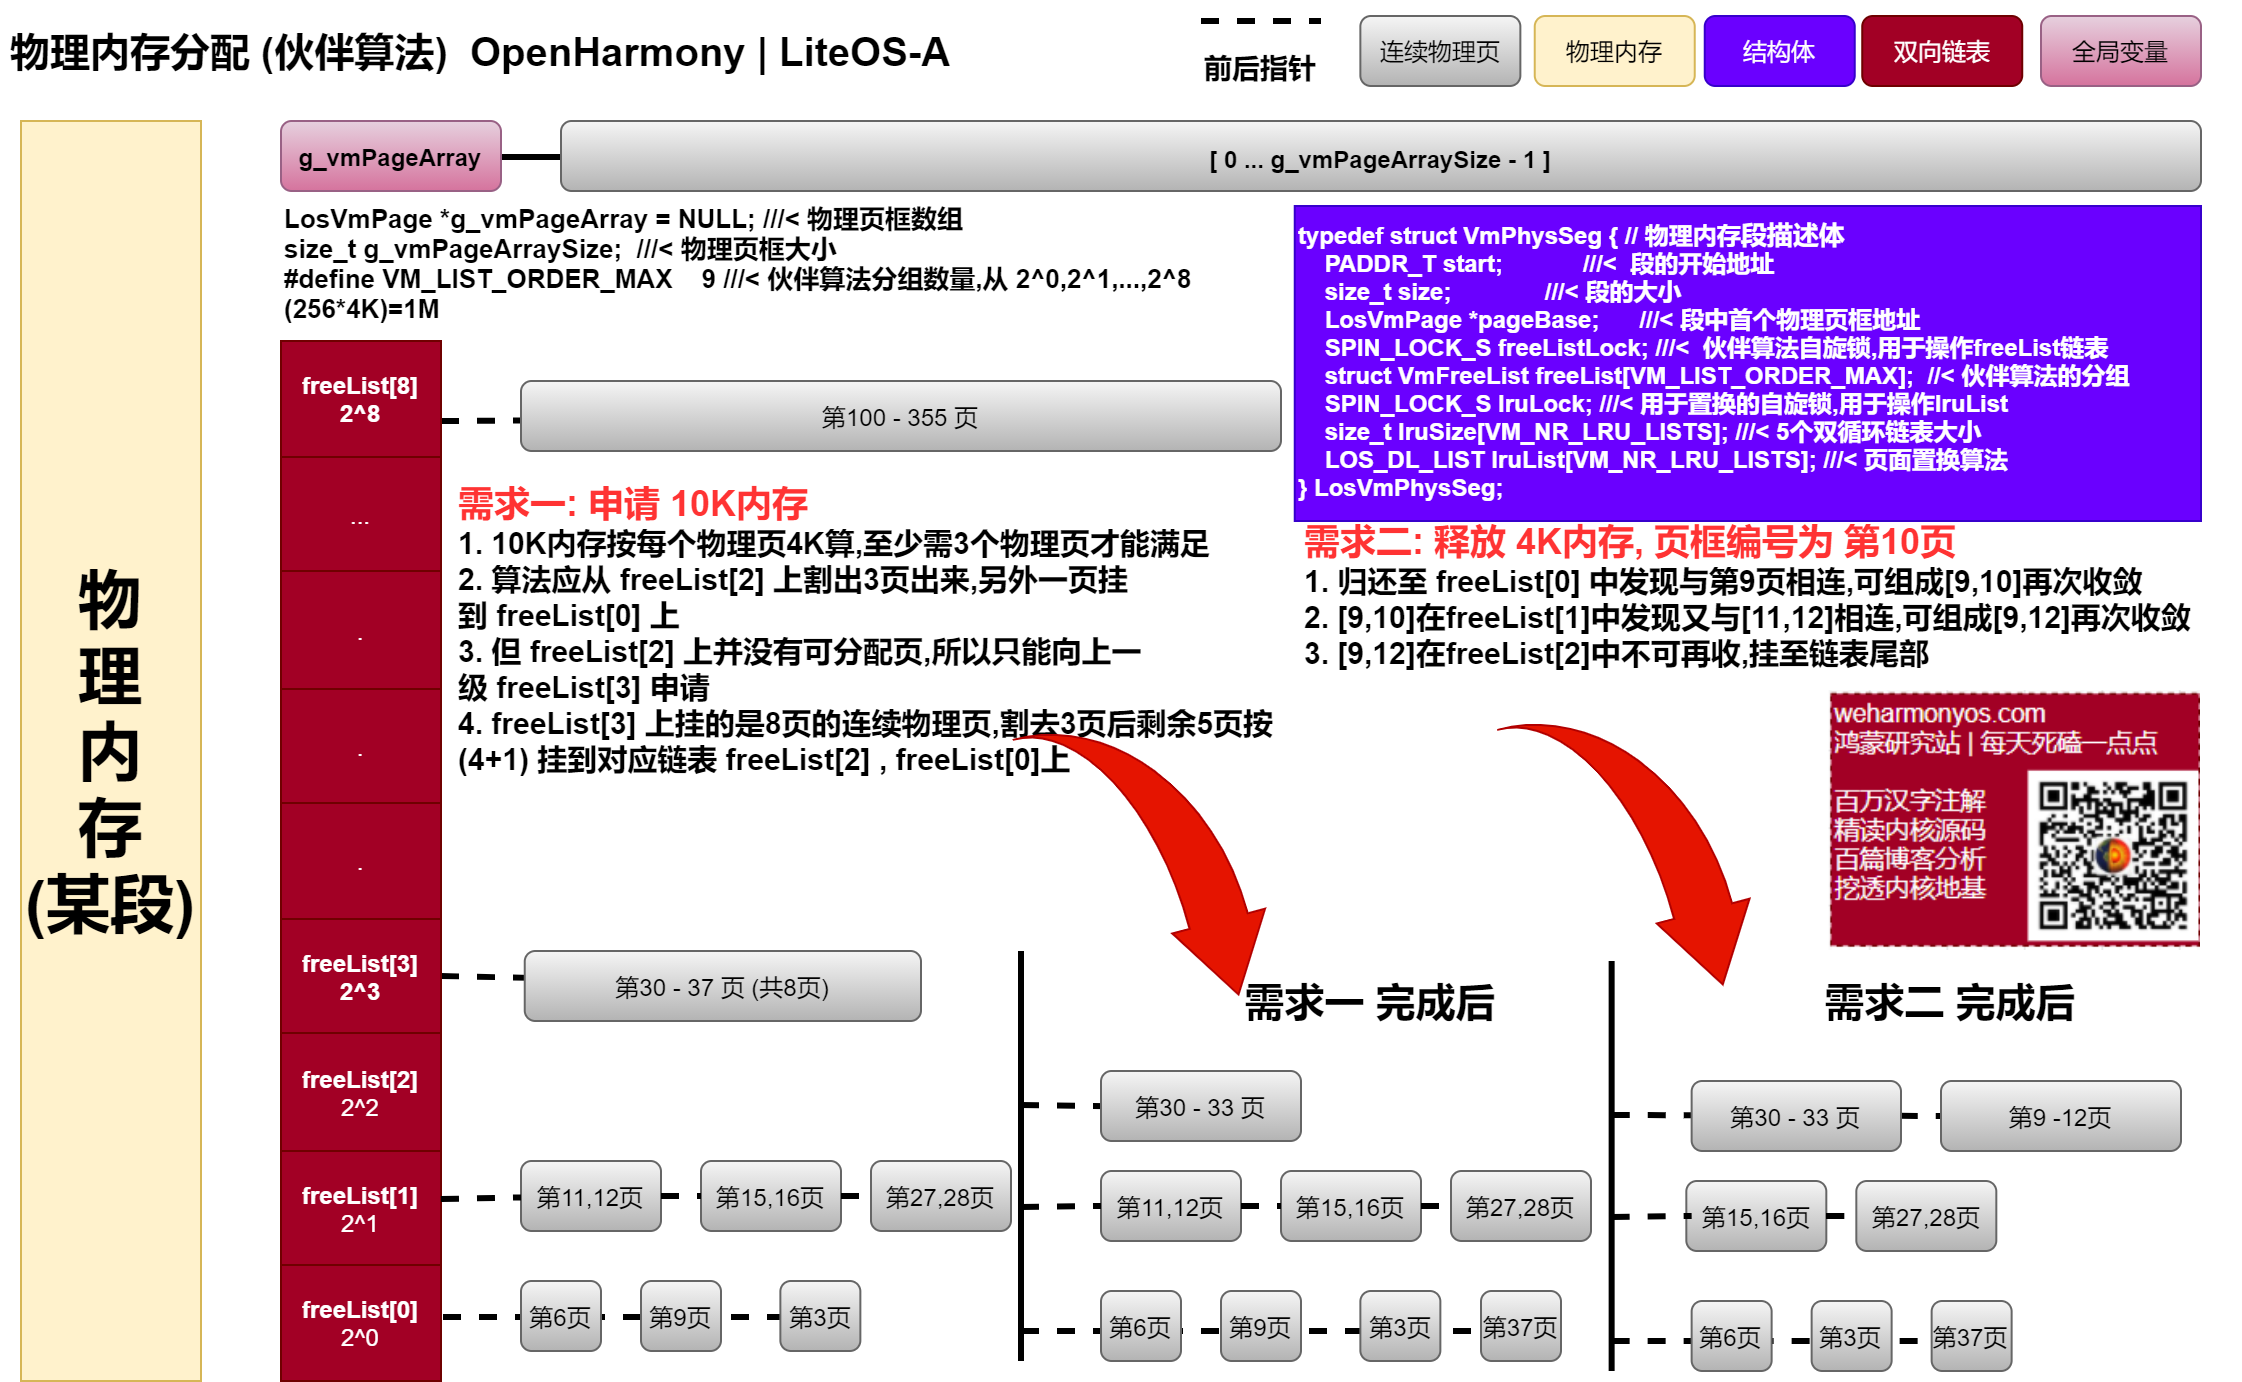 物理内存分配 (伙伴算法)  OpenHarmony | LiteOS-A
前后指针
连续物理页
物理内存
结构体
双向链表
全局变量
g_vmPageArray
[ 0 ... g_vmPageArraySize - 1 ]
LosVmPage *g_vmPageArray = NULL; ///< 物理页框数组
size_t g_vmPageArraySize;  ///< 物理页框大小
#define VM_LIST_ORDER_MAX    9 ///< 伙伴算法分组数量,从 2^0,2^1,...,2^8
(256*4K)=1M
typedef struct VmPhysSeg { // 物理内存段描述体
PADDR_T start;            ///<  段的开始地址
size_t size;              ///< 段的大小
LosVmPage *pageBase;      ///< 段中首个物理页框地址
SPIN_LOCK_S freeListLock; ///<  伙伴算法自旋锁,用于操作freeList链表
struct VmFreeList freeList[VM_LIST_ORDER_MAX];  //< 伙伴算法的分组
SPIN_LOCK_S lruLock; ///< 用于置换的自旋锁,用于操作lruList
size_t lruSize[VM_NR_LRU_LISTS]; ///< 5个双循环链表大小
LOS_DL_LIST lruList[VM_NR_LRU_LISTS]; ///< 页面置换算法
} LosVmPhysSeg;
物
理
内
存
(某段)
freeList[8]
2^8
...
.
.
.
freeList[3]
2^3
freeList[2]
2^2
freeList[1]
2^1
freeList[0]
2^0
第100 - 355 页
需求一: 申请 10K内存
1. 10K内存按每个物理页4K算,至少需3个物理页才能满足
2. 算法应从 freeList[2] 上割出3页出来,另外一页挂
到 freeList[0] 上
3. 但 freeList[2] 上并没有可分配页,所以只能向上一
级 freeList[3] 申请
4. freeList[3] 上挂的是8页的连续物理页,割去3页后剩余5页按
(4+1) 挂到对应链表 freeList[2] , freeList[0]上
需求二: 释放 4K内存, 页框编号为 第10页
1. 归还至 freeList[0] 中发现与第9页相连,可组成[9,10]再次收敛
2. [9,10]在freeList[1]中发现又与[11,12]相连,可组成[9,12]再次收敛
3. [9,12]在freeList[2]中不可再收,挂至链表尾部
weharmonyos.com
鸿蒙研究站 | 每天死磕一点点
百万汉字注解
精读内核源码
百篇博客分析
挖透内核地基
第30 - 37 页 (共8页)
第11,12页
第15,16页
第27,28页
第6页
第9页
第3页
需求一 完成后
第30 - 33 页
第11,12页
第15,16页
第27,28页
第6页
第9页
第3页
第37页
需求二 完成后
第30 - 33 页
第9 -12页
第15,16页
第27,28页
第6页
第3页
第37页